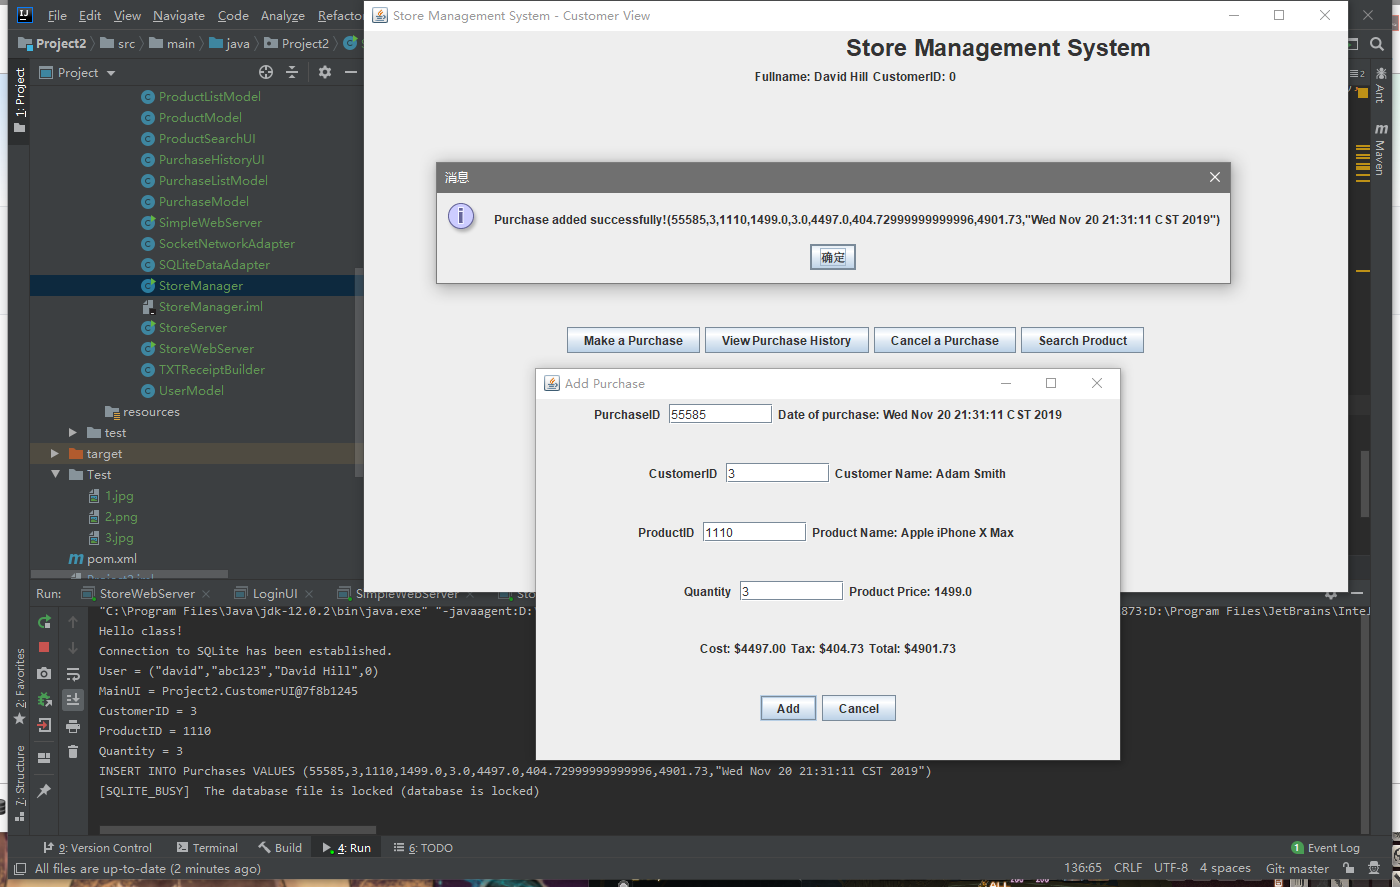 File Edit View Navigate Code Analyze Refacto
Store Management System - Customer View
Project2 src main java Project2
Store Management System
Fullname: David Hill CustomerID: 0
Project
1: Project
ProductListModel
ProductModel
ProductSearchUI
PurchaseHistoryUI
PurchaseListModel
PurchaseModel
SimpleWebServer
SocketNetworkAdapter
SQLiteDataAdapter
StoreManager
StoreManager.iml
StoreServer
StoreWebServer
TXTReceiptBuilder
UserModel
resources
test
target
Test
1.jpg
2.png
3.jpg
pom.xml
Project2.iml
2
Ant
Maven
消息
Purchase added successfully!(55585,3,1110,1499.0,3.0,4497.0,404.72999999999996,4901.73,"Wed Nov 20 21:31:11 CST 2019")
确定
Make a Purchase View Purchase History Cancel a Purchase Search Product
Add Purchase
PurchaseID 55585 Date of purchase: Wed Nov 20 21:31:11 CST 2019
CustomerID 3 Customer Name: Adam Smith
ProductID 1110 Product Name: Apple iPhone X Max
Quantity 3 Product Price: 1499.0
Cost: $4497.00 Tax: $404.73 Total: $4901.73
Add Cancel
Run: StoreWebServer LoginUI SimpleWebServer Sto
"C:\Program Files\Java\jdk-12.0.2\bin\java.exe" "-javaagent:D:\ 873:D:\Program Files\JetBrains\Inte
Hello class!
Connection to SQLite has been established.
User = ("david","abc123","David Hill",0)
MainUI = Project2.CustomerUI@7f8b1245
CustomerID = 3
ProductID = 1110
Quantity = 3
INSERT INTO Purchases VALUES (55585,3,1110,1499.0,3.0,4497.0,404.72999999999996,4901.73,"Wed Nov 20 21:31:11 CST 2019")
[SQLITE_BUSY]  The database file is locked (database is locked)
2: Favorites
7: Structure
9: Version Control Terminal Build 4: Run 6: TODO 1 Event Log
All files are up-to-date (2 minutes ago) 136:65 CRLF UTF-8 4 spaces Git: master